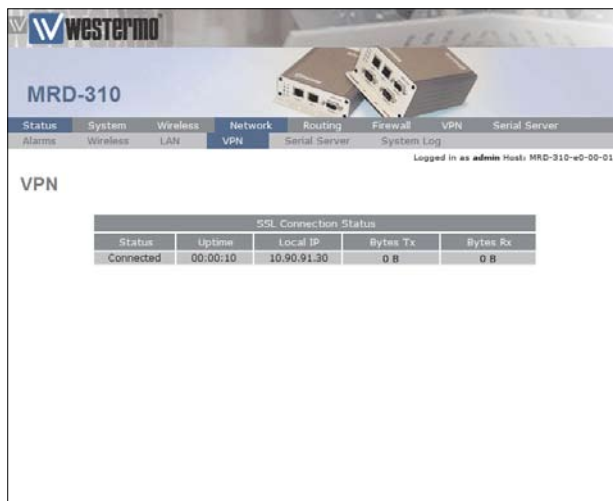 westermo
MRD-310
Status System Wireless Network Routing Firewall VPN Serial Server
Alarms Wireless LAN VPN Serial Server System Log
Logged in as admin Host: MRD-310-e0-00-01
VPN
SSL Connection Status
Status Uptime Local IP Bytes Tx Bytes Rx
Connected 00:00:10 10.90.91.30 0 B 0 B